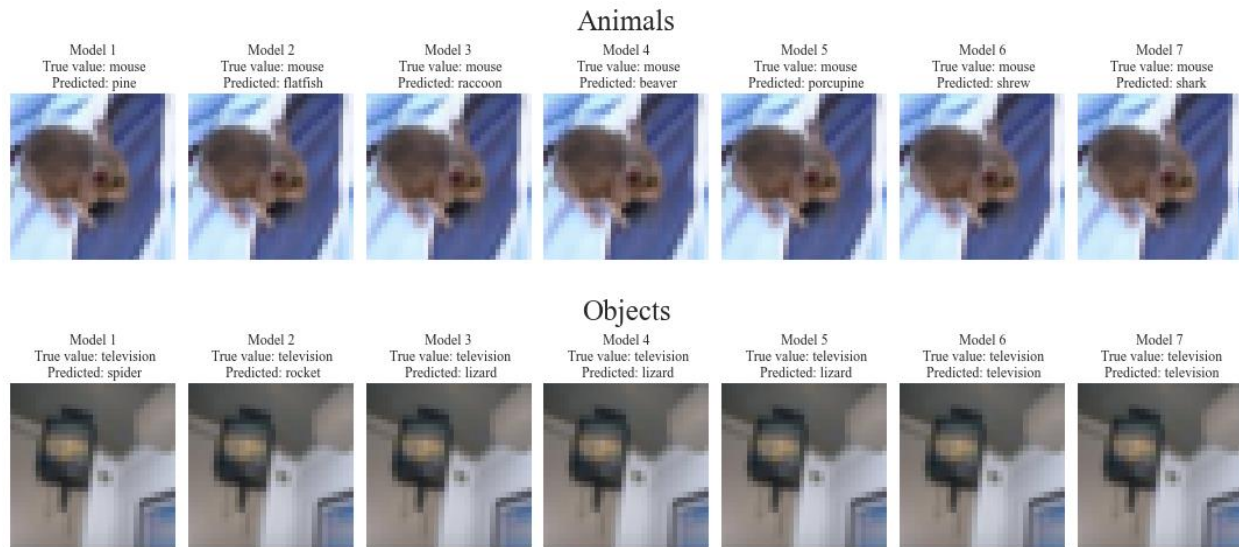 Animals
Model 1
True value: mouse
Predicted: pine
Model 2
True value: mouse
Predicted: flatfish
Model 3
True value: mouse
Predicted: raccoon
Model 4
True value: mouse
Predicted: beaver
Model 5
True value: mouse
Predicted: porcupine
Model 6
True value: mouse
Predicted: shrew
Model 7
True value: mouse
Predicted: shark
Objects
Model 1
True value: television
Predicted: spider
Model 2
True value: television
Predicted: rocket
Model 3
True value: television
Predicted: lizard
Model 4
True value: television
Predicted: lizard
Model 5
True value: television
Predicted: lizard
Model 6
True value: television
Predicted: television
Model 7
True value: television
Predicted: television